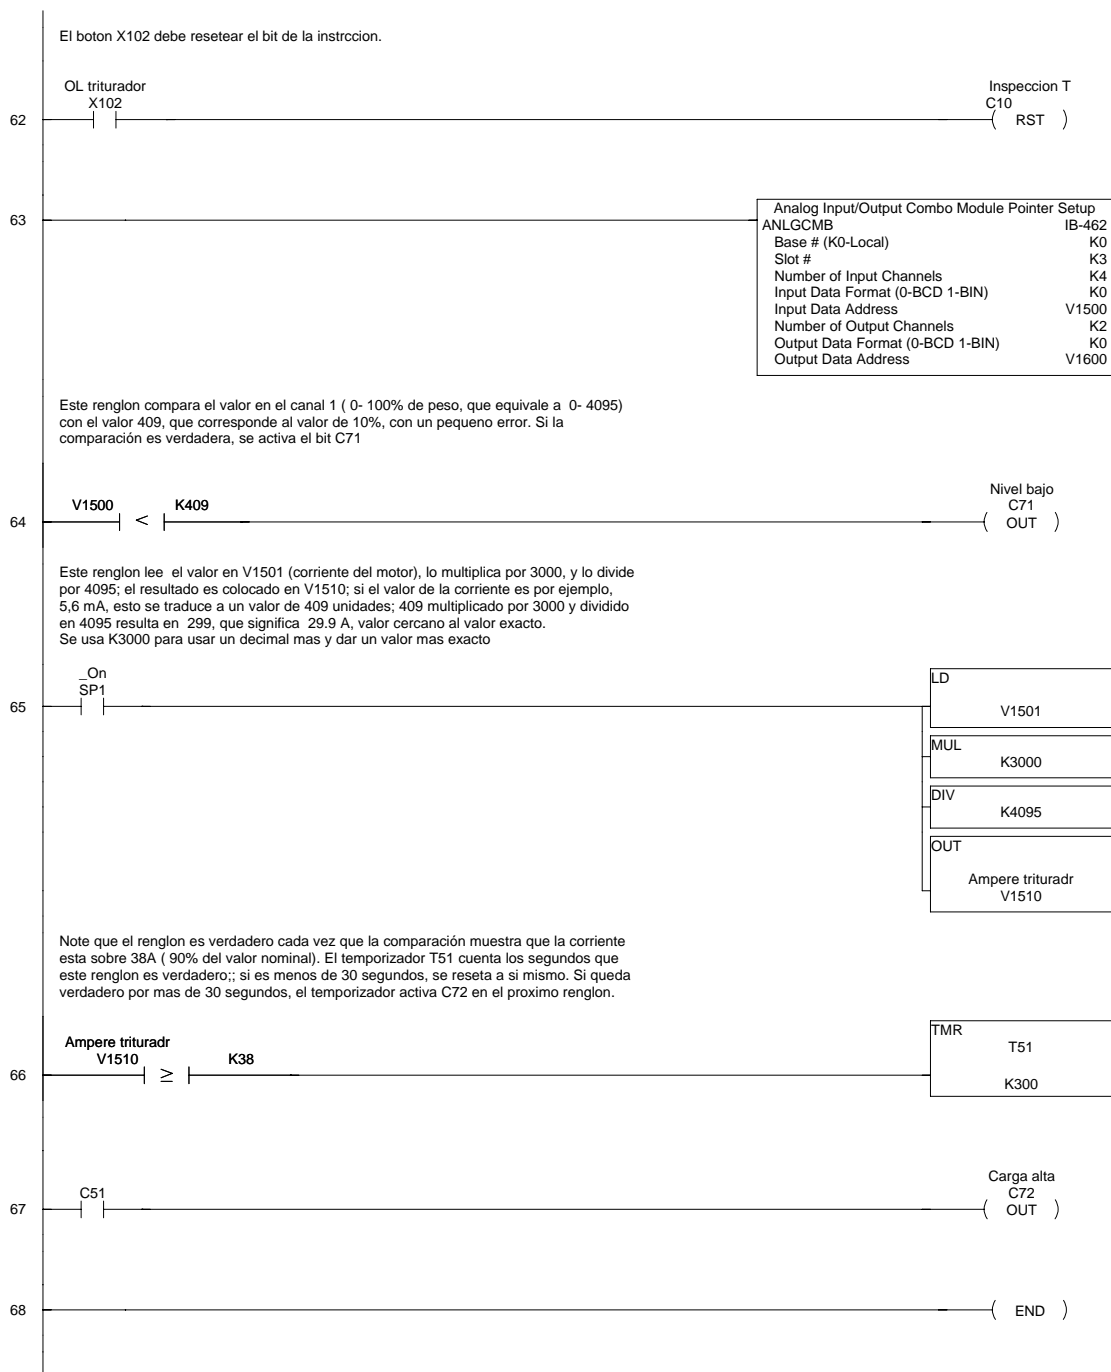 El boton X102 debe resetear el bit de la instrccion.
OL triturador
X102
Inspeccion T
C10
62
RST
63
Analog Input/Output Combo Module Pointer Setup
ANLGCMB IB-462
Base # (K0-Local) K0
Slot # K3
Number of Input Channels K4
Input Data Format (0-BCD 1-BIN) K0
Input Data Address V1500
Number of Output Channels K2
Output Data Format (0-BCD 1-BIN) K0
Output Data Address V1600
Este renglon compara el valor en el canal 1 ( 0- 100% de peso, que equivale a  0- 4095)
con el valor 409, que corresponde al valor de 10%, con un pequeno error. Si la
comparación es verdadera, se activa el bit C71
V1500 < K409
Nivel bajo
C71
64
OUT
Este renglon lee  el valor en V1501 (corriente del motor), lo multiplica por 3000, y lo divide
por 4095; el resultado es colocado en V1510; si el valor de la corriente es por ejemplo,
5,6 mA, esto se traduce a un valor de 409 unidades; 409 multiplicado por 3000 y dividido
en 4095 resulta en  299, que significa  29.9 A, valor cercano al valor exacto.
Se usa K3000 para usar un decimal mas y dar un valor mas exacto
_On
SP1
65
LD
V1501
MUL
K3000
DIV
K4095
OUT
Ampere trituradr
V1510
Note que el renglon es verdadero cada vez que la comparación muestra que la corriente
esta sobre 38A ( 90% del valor nominal). El temporizador T51 cuenta los segundos que
este renglon es verdadero;; si es menos de 30 segundos, se reseta a si mismo. Si queda
verdadero por mas de 30 segundos, el temporizador activa C72 en el proximo renglon.
Ampere trituradr
V1510 ≥ K38
66
TMR
T51
K300
C51
Carga alta
C72
67
OUT
68
END